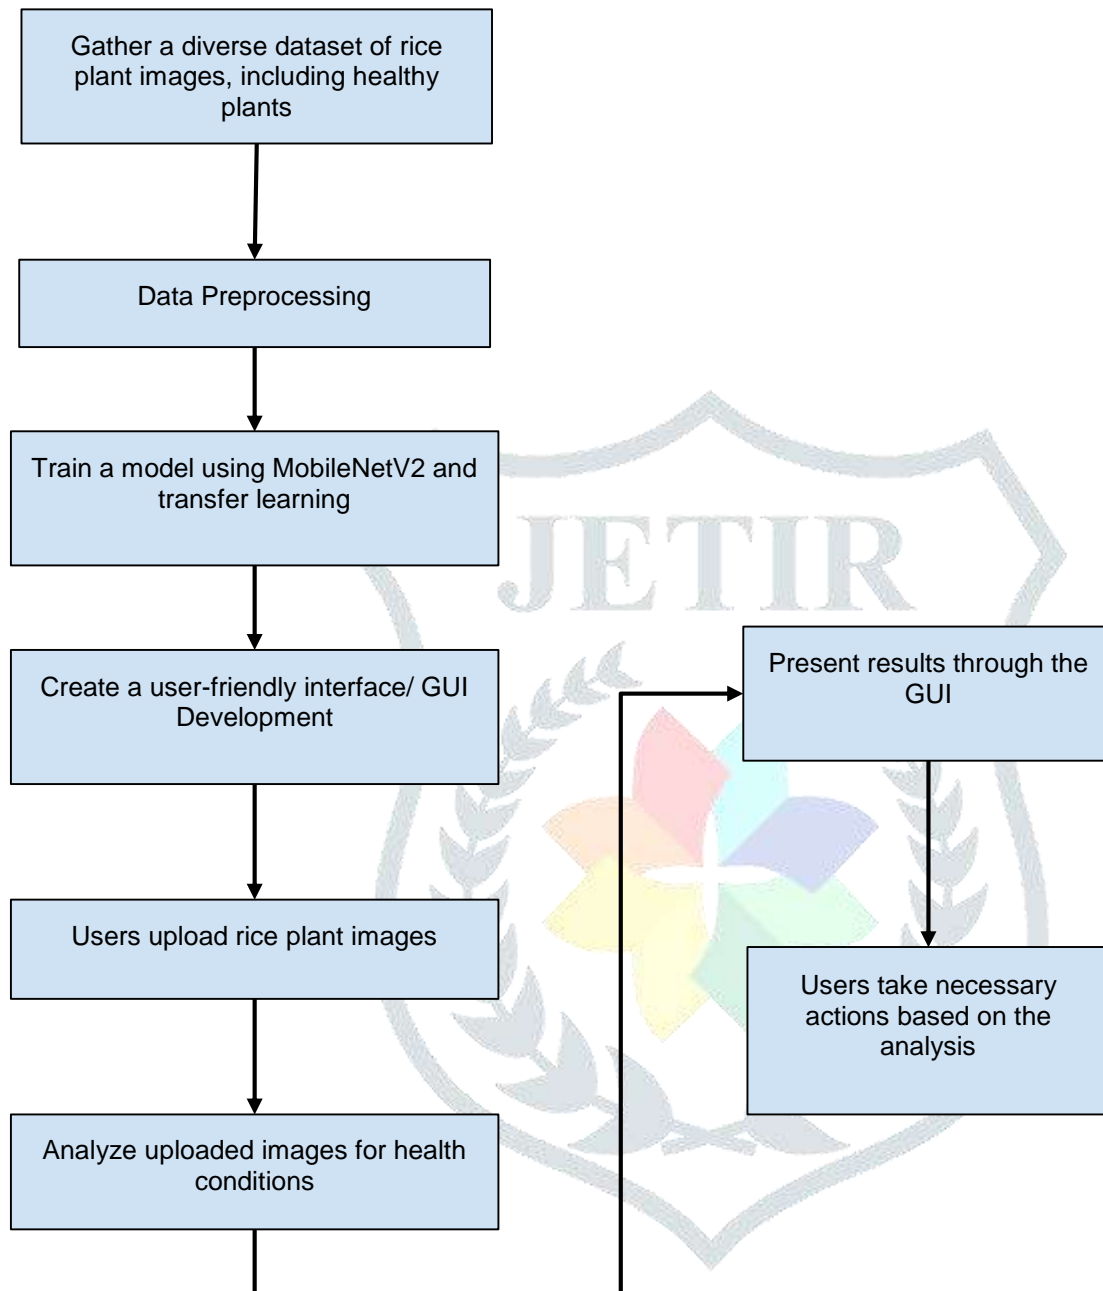 Gather a diverse dataset of rice
plant images, including healthy
plants
Data Preprocessing
Train a model using MobileNetV2 and
transfer learning
Create a user-friendly interface/ GUI
Development
Users upload rice plant images
Analyze uploaded images for health
conditions
JETIR
Present results through the
GUI
Users take necessary
actions based on the
analysis